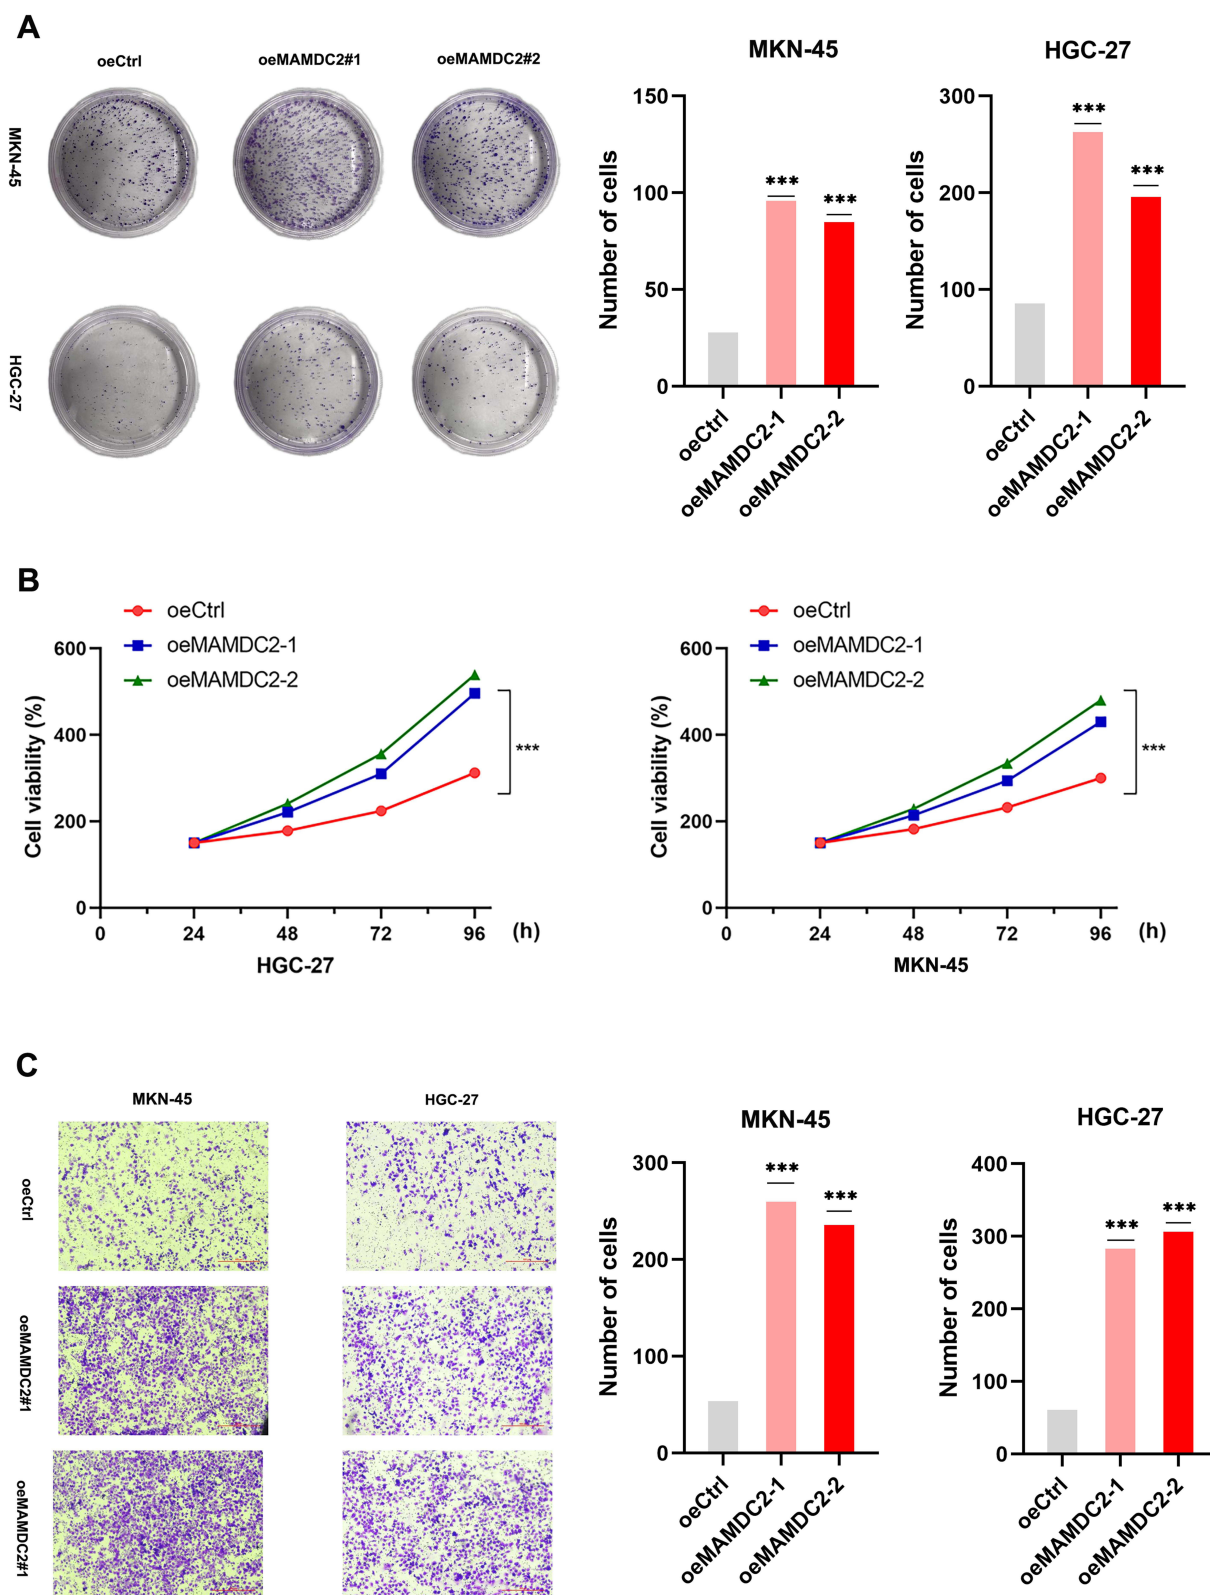 A
oeCtrl
oeMAMDC2#1
oeMAMDC2#2
MKN-45
HGC-27
MKN-45
Number of cells
150
100
50
0
***
***
oeCtrl
oeMAMDC2-1
oeMAMDC2-2
HGC-27
Number of cells
300
200
100
0
***
***
oeCtrl
oeMAMDC2-1
oeMAMDC2-2
B
oeCtrl
oeMAMDC2-1
oeMAMDC2-2
Cell viability (%)
600
400
200
0
***
0 24 48 72 96 (h)
HGC-27
oeCtrl
oeMAMDC2-1
oeMAMDC2-2
Cell viability (%)
600
400
200
0
***
0 24 48 72 96 (h)
MKN-45
C
MKN-45
HGC-27
oeCtrl
oeMAMDC2#1
oeMAMDC2#1
MKN-45
Number of cells
300
200
100
0
***
***
oeCtrl
oeMAMDC2-1
oeMAMDC2-2
HGC-27
Number of cells
400
300
200
100
0
***
***
oeCtrl
oeMAMDC2-1
oeMAMDC2-2